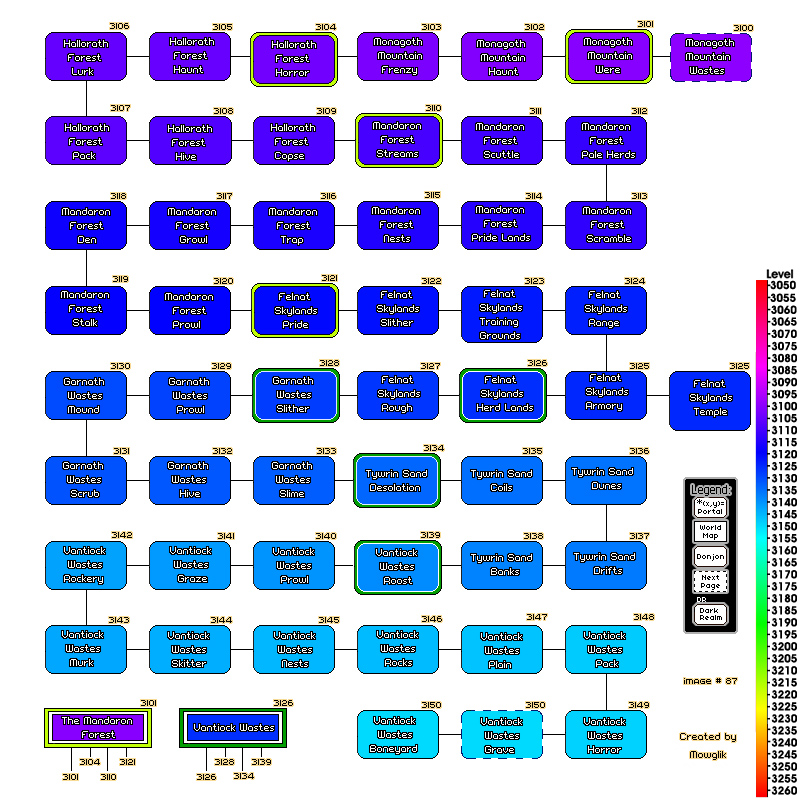 3106
Hallorath
Forest
Lurk
3105
Hallorath
Forest
Haunt
3104
Hallorath
Forest
Horror
3103
Monagoth
Mountain
Frenzy
3102
Monagoth
Mountain
Haunt
3101
Monagoth
Mountain
Were
3100
Monagoth
Mountain
Wastes
3107
Hallorath
Forest
Pack
3108
Hallorath
Forest
Hive
3109
Hallorath
Forest
Copse
3110
Mandaron
Forest
Streams
3111
Mandaron
Forest
Scuttle
3112
Mandaron
Forest
Pale Herds
3118
Mandaron
Forest
Den
3117
Mandaron
Forest
Growl
3116
Mandaron
Forest
Trap
3115
Mandaron
Forest
Nests
3114
Mandaron
Forest
Pride Lands
3113
Mandaron
Forest
Scramble
3119
Mandaron
Forest
Stalk
3120
Mandaron
Forest
Prowl
3121
Felnat
Skylands
Pride
3122
Felnat
Skylands
Slither
3123
Felnat
Skylands
Training
Grounds
3124
Felnat
Skylands
Range
3130
Garnath
Wastes
Mound
3129
Garnath
Wastes
Prowl
3128
Garnath
Wastes
Slither
3127
Felnat
Skylands
Rough
3126
Felnat
Skylands
Herd Lands
3125
Felnat
Skylands
Armory
3125
Felnat
Skylands
Temple
3131
Garnath
Wastes
Scrub
3132
Garnath
Wastes
Hive
3133
Garnath
Wastes
Slime
3134
Tywrin Sand
Desolation
3135
Tywrin Sand
Coils
3136
Tywrin Sand
Dunes
3142
Vantiock
Wastes
Rockery
3141
Vantiock
Wastes
Graze
3140
Vantiock
Wastes
Prowl
3139
Vantiock
Wastes
Roost
3138
Tywrin Sand
Banks
3137
Tywrin Sand
Drifts
3143
Vantiock
Wastes
Murk
3144
Vantiock
Wastes
Skitter
3145
Vantiock
Wastes
Nests
3146
Vantiock
Wastes
Rocks
3147
Vantiock
Wastes
Plain
3148
Vantiock
Wastes
Pack
3101
The Mandaron
Forest
3104 3121
3101 3110
3126
Vantiock Wastes
3128 3139
3126 3134
3150
Vantiock
Wastes
Boneyard
3150
Vantiock
Wastes
Grave
3149
Vantiock
Wastes
Horror
Legend:
*(x,y)=
Portal
World
Map
Donjon
Next
Page
DR
Dark
Realm
image # 87
Created by
Mowglik
Level
3050
3055
3060
3065
3070
3075
3080
3085
3090
3095
3100
3105
3110
3115
3120
3125
3130
3135
3140
3145
3150
3155
3160
3165
3170
3175
3180
3185
3190
3195
3200
3205
3210
3215
3220
3225
3230
3235
3240
3245
3250
3255
3260